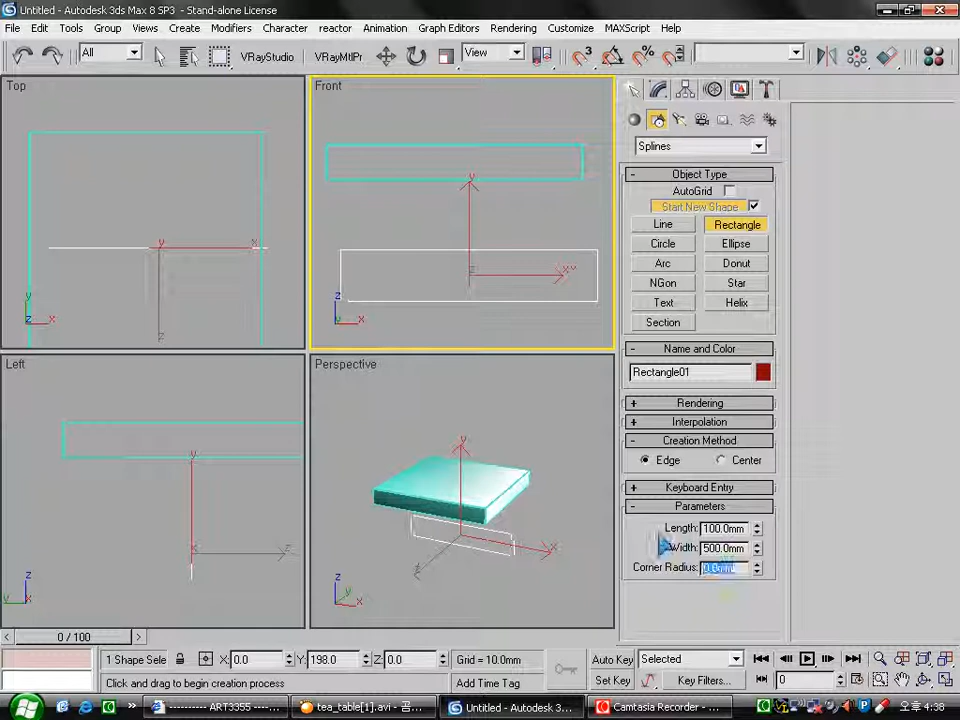 Untitled - Autodesk 3ds Max 8 SP3 - Stand-alone License
File Edit Tools Group Views Create Modifiers Character reactor Animation Graph Editors Rendering Customize MAXScript Help
All VRayStudio VRayMtlPr View
Top
Front
Left
Perspective
Splines
- Object Type
AutoGrid
Start New Shape
Line Rectangle
Circle Ellipse
Arc Donut
NGon Star
Text Helix
Section
- Name and Color
Rectangle01
+ Rendering
+ Interpolation
- Creation Method
Edge Center
+ Keyboard Entry
- Parameters
Length: 100.0mm
Width: 500.0mm
Corner Radius: 0.0mm
0 / 100
1 Shape Sele X: 0.0 Y: 198.0 Z: 0.0 Grid = 10.0mm Auto Key Selected
Click and drag to begin creation process Add Time Tag Set Key Key Filters... 0
---------- ART3355 ----... tea_table[1].avi - 곰... Untitled - Autodesk 3... Camtasia Recorder - ... 오후 4:38